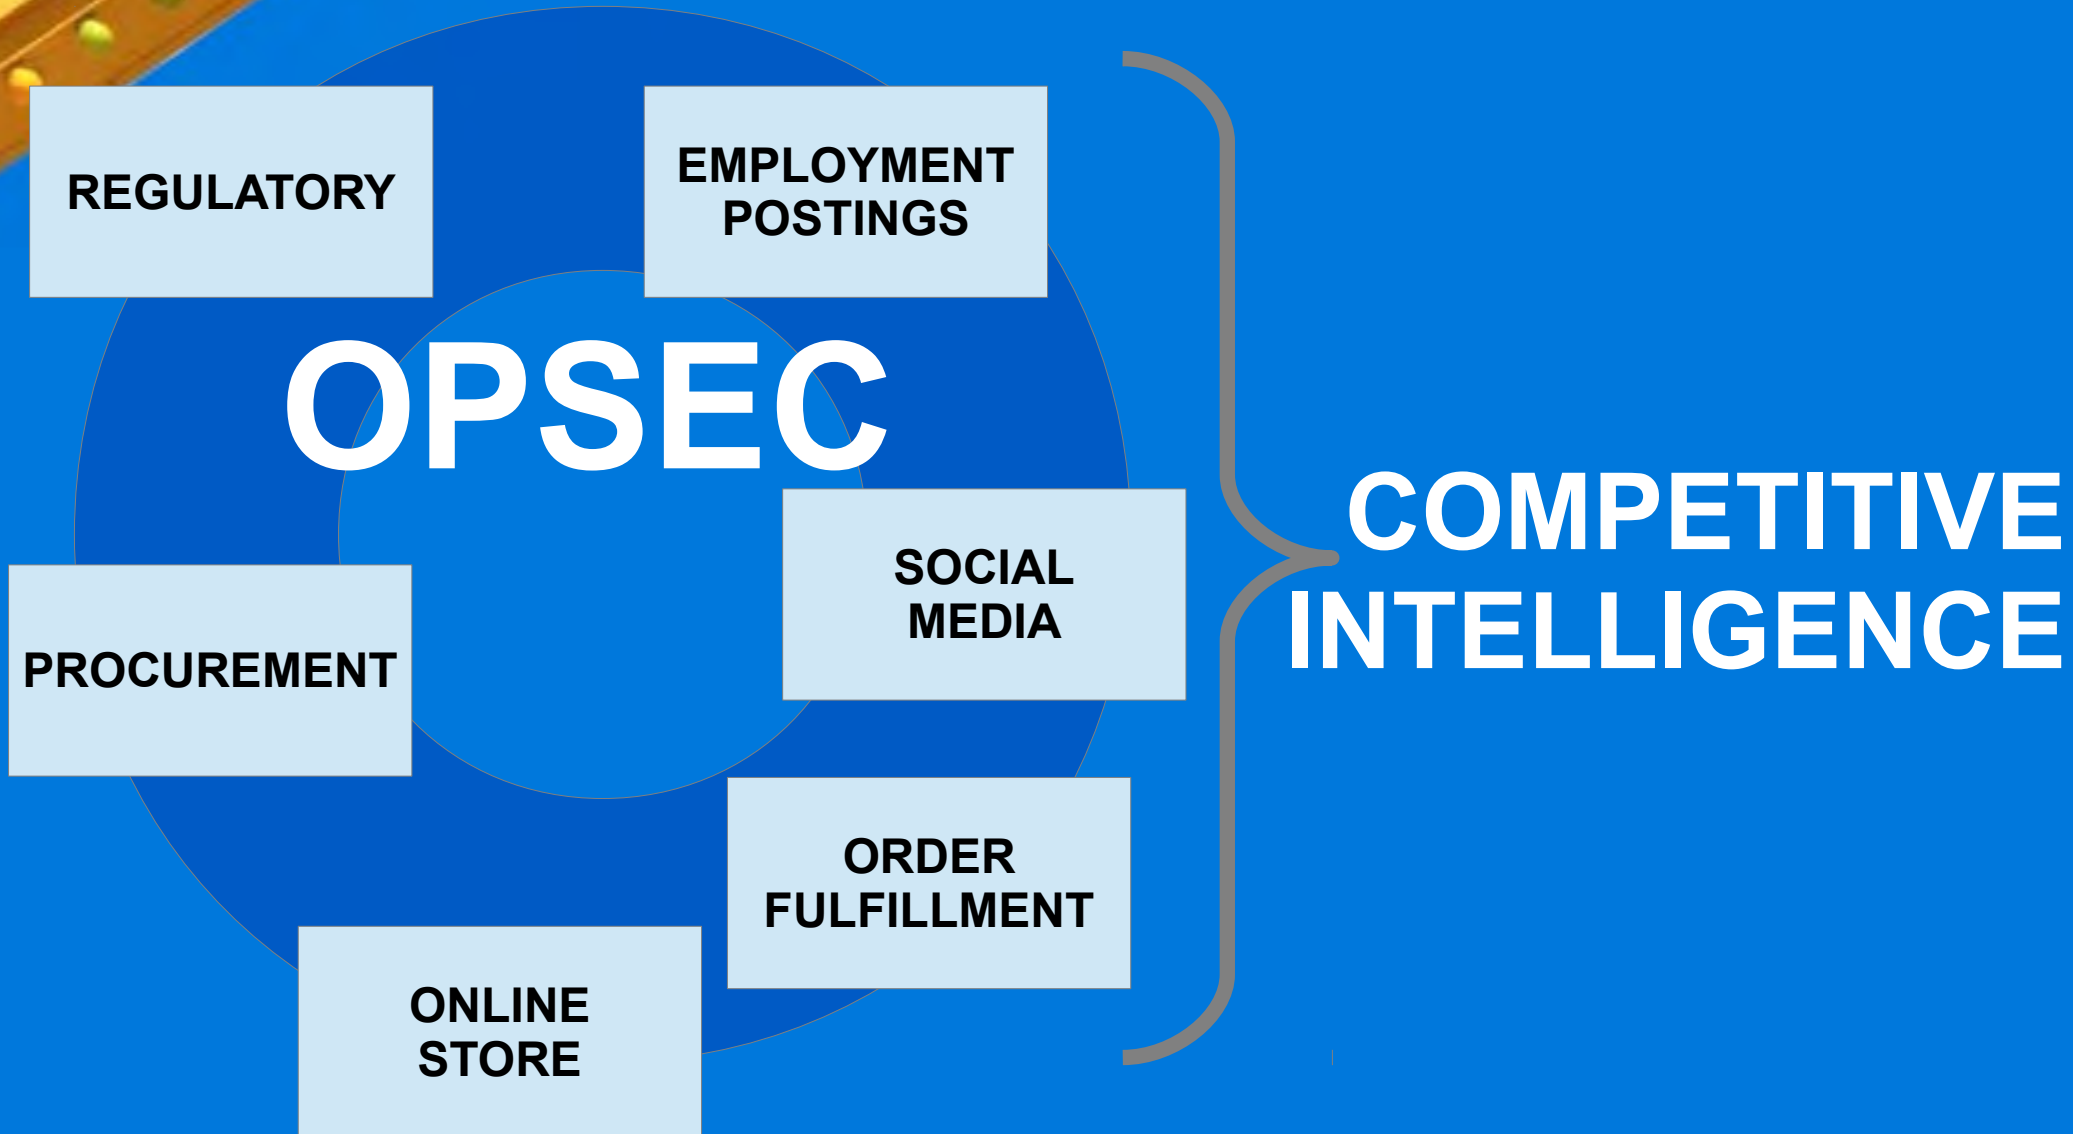 REGULATORY
EMPLOYMENT
POSTINGS
OPSEC
SOCIAL
MEDIA
PROCUREMENT
ORDER
FULFILLMENT
ONLINE
STORE
COMPETITIVE
INTELLIGENCE